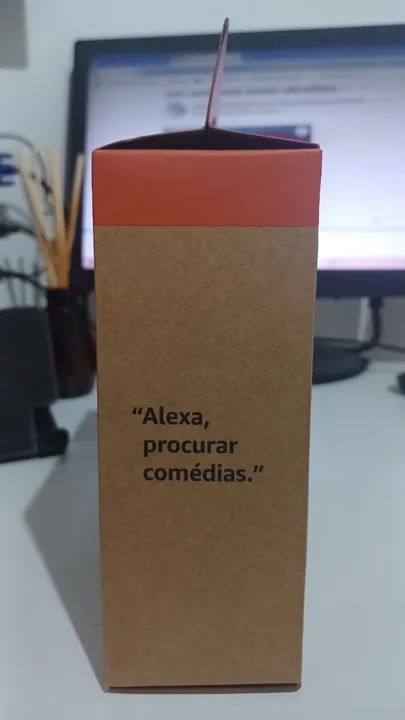 “Alexa,
procurar
comédias.”